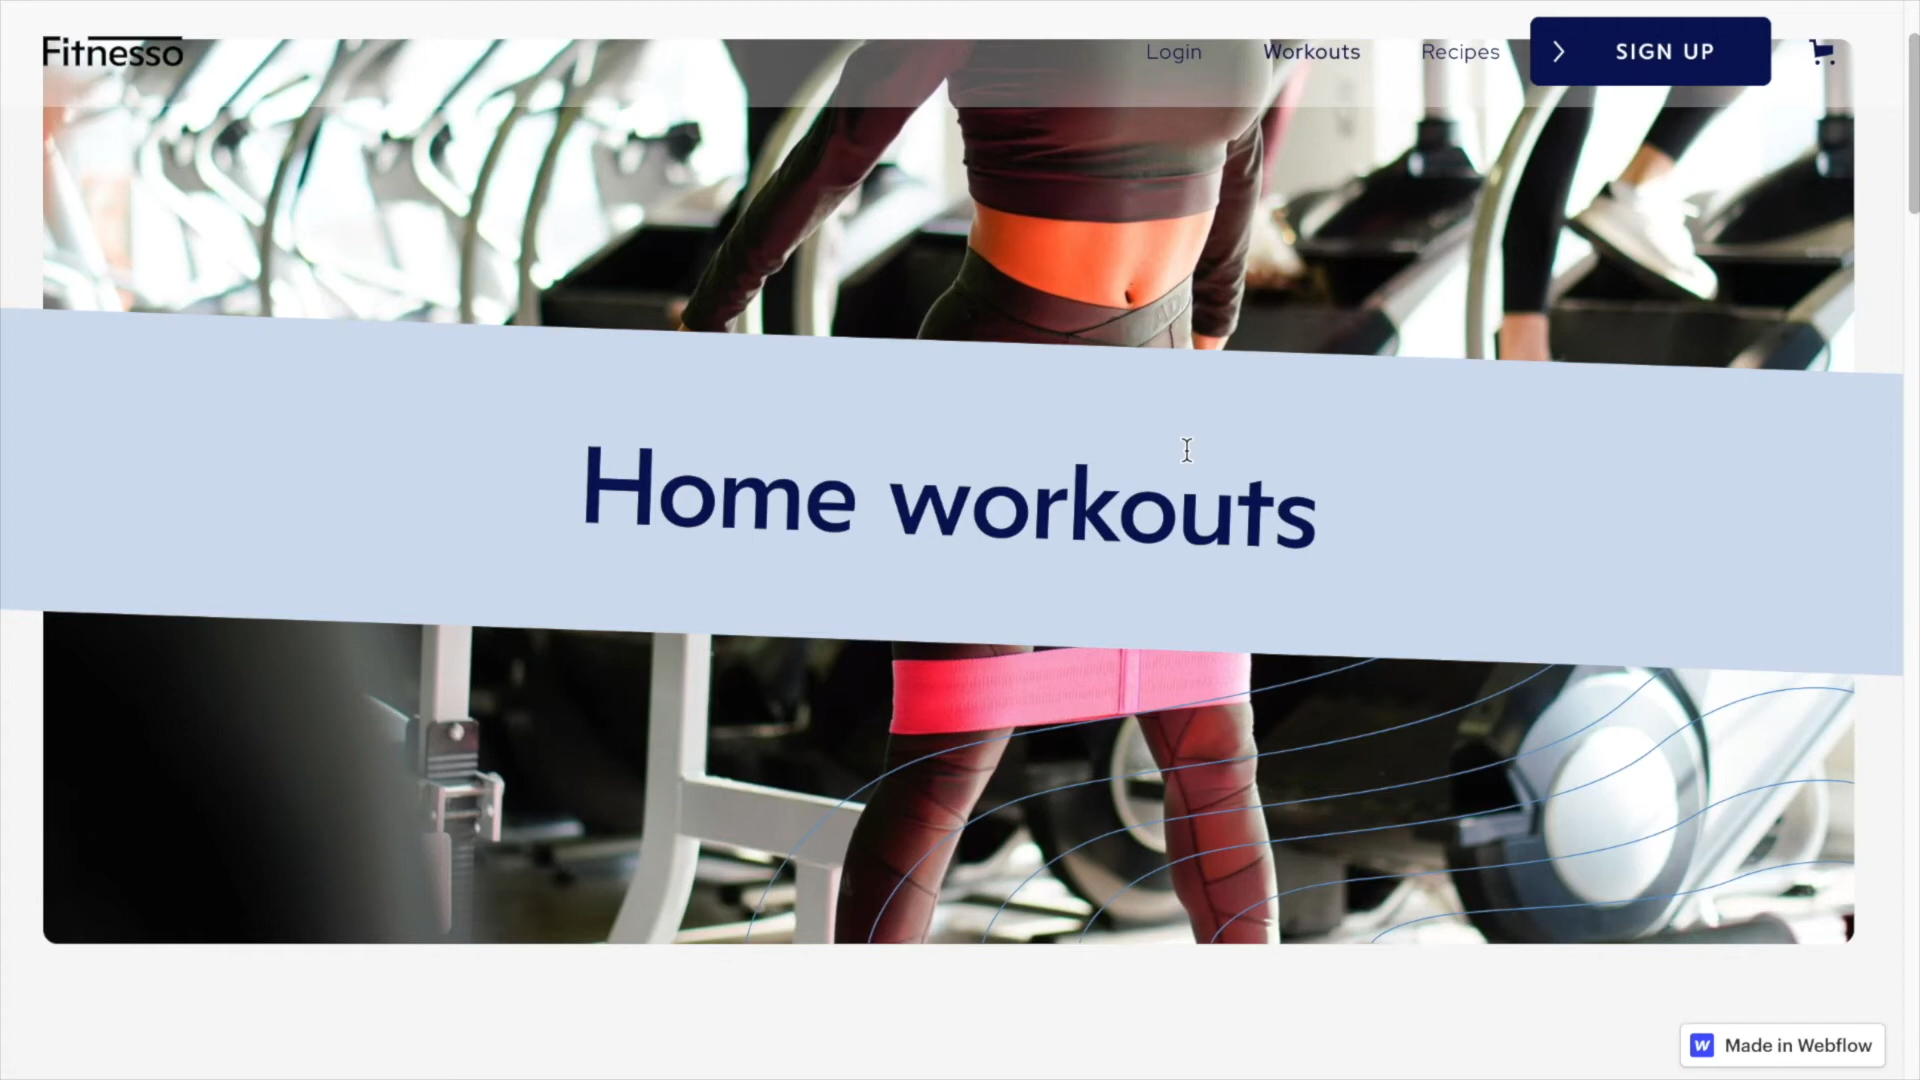 Fitnesso
Login
Workouts
Recipes
SIGN UP
Home workouts
Made in Webflow